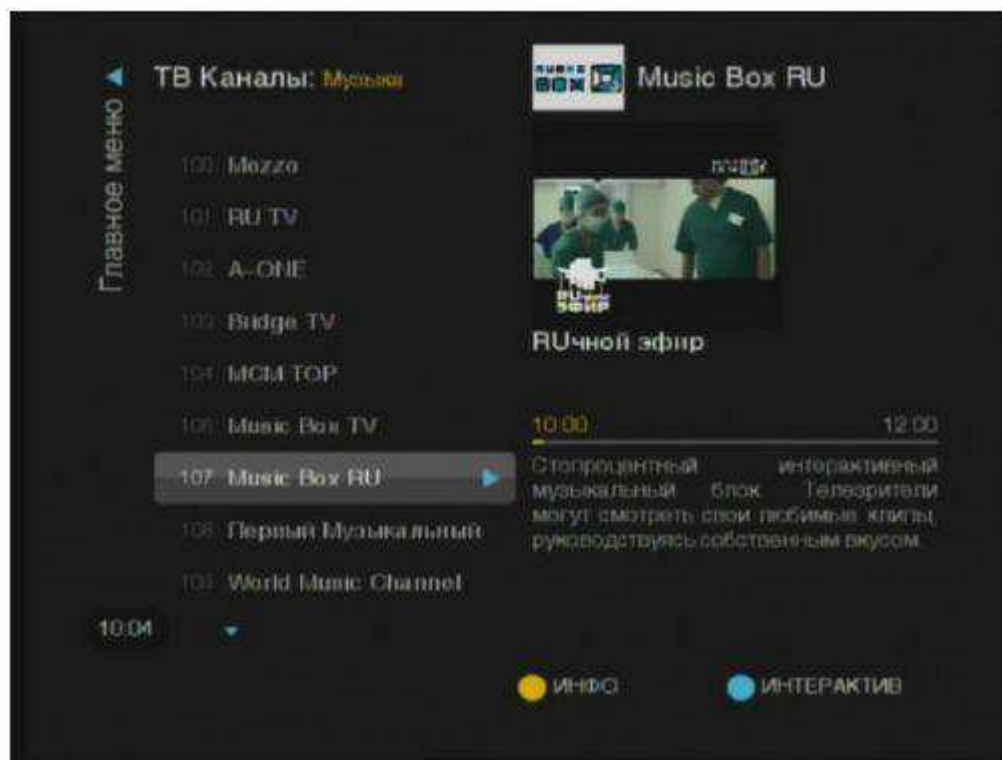 Главное меню
ТВ Каналы: Музыка
100 Mezzo
101 RU TV
102 A-ONE
103 Bridge TV
104 MCM TOP
106 Music Box TV
107 Music Box RU
108 Первый Музыкальный
109 World Music Channel
10:04
Music Box RU
RUчной эфир
10:00 12:00
Стопроцентный интерактивный
музыкальный блок Телезрители
могут смотреть свои любимые клипы,
руководствуясь собственным вкусом.
ИНФО
ИНТЕРАКТИВ